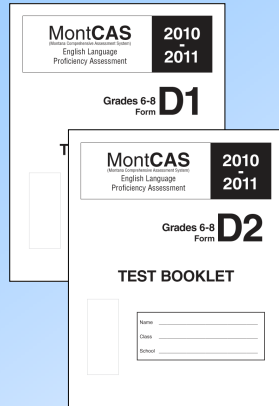 MontCAS
(Montana Comprehensive Assessment System)
English Language
Proficiency Assessment
2010
-
2011
Grades 6-8
Form D1
T
MontCAS
(Montana Comprehensive Assessment System)
English Language
Proficiency Assessment
2010
-
2011
Grades 6-8
Form D2
TEST BOOKLET
Name
Class
School